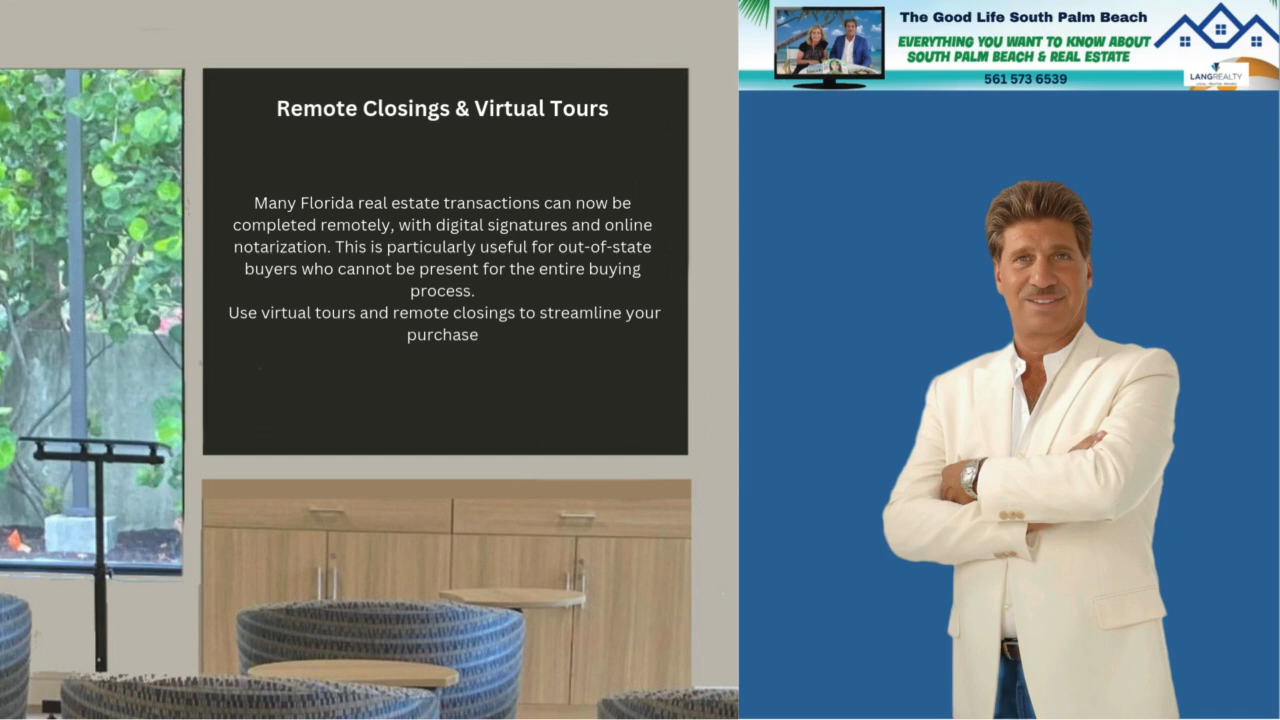 Remote Closings & Virtual Tours
Many Florida real estate transactions can now be
completed remotely, with digital signatures and online
notarization. This is particularly useful for out-of-state
buyers who cannot be present for the entire buying
process.
Use virtual tours and remote closings to streamline your
purchase
The Good Life South Palm Beach
EVERYTHING YOU WANT TO KNOW ABOUT
SOUTH PALM BEACH & REAL ESTATE
561 573 6539
LANGREALTY